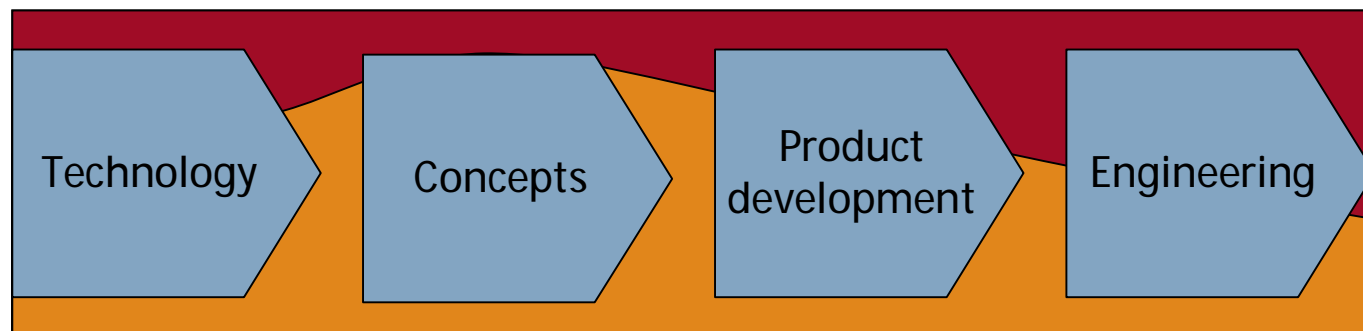 Technology
Concepts
Product
development
Engineering